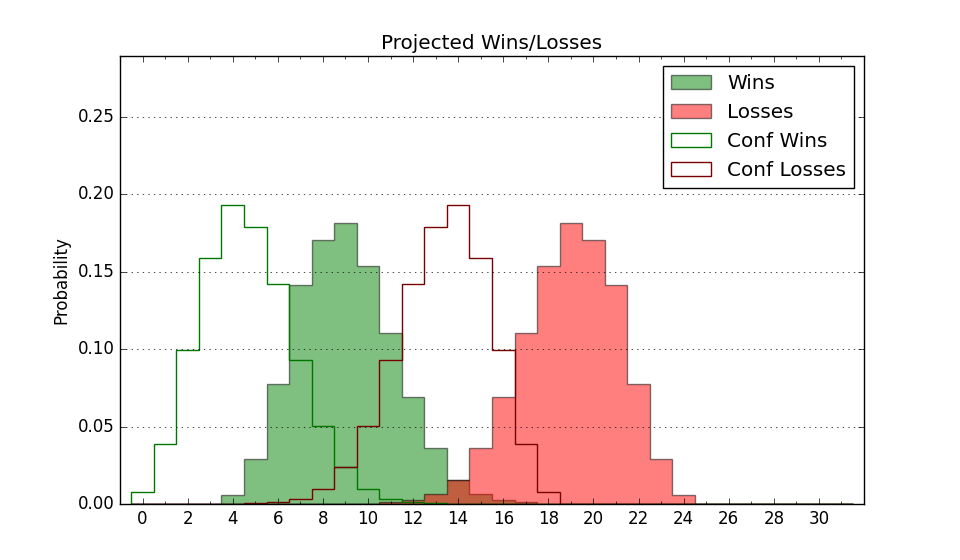 Projected Wins/Losses
Wins
Losses
Conf Wins
Conf Losses
Probability
0.25
0.20
0.15
0.10
0.05
0.00
0 2 4 6 8 10 12 14 16 18 20 22 24 26 28 30